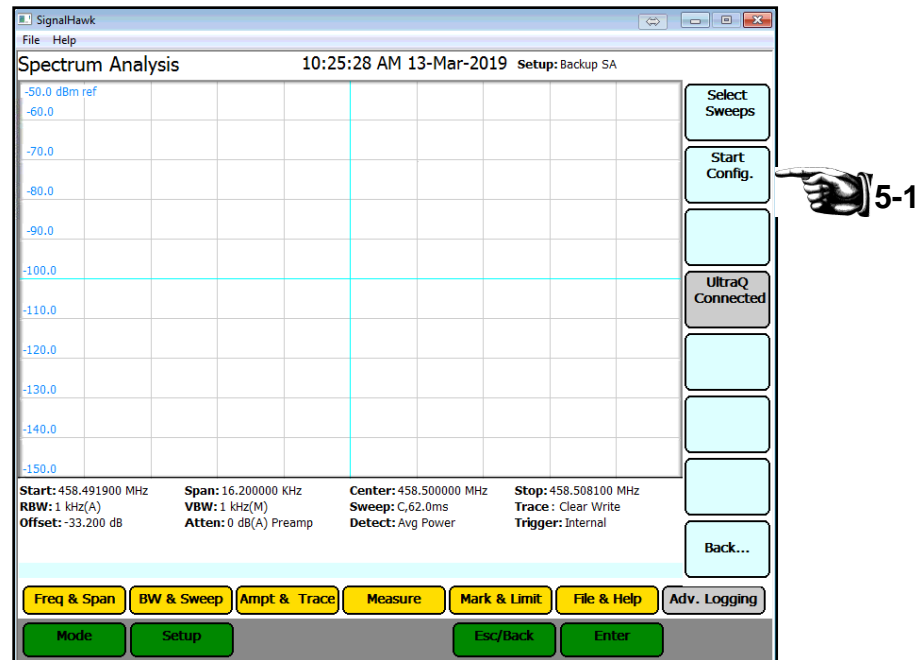 SignalHawk
File Help
Spectrum Analysis 10:25:28 AM 13-Mar-2019 Setup: Backup SA
-50.0 dBm ref
-60.0
-70.0
-80.0
-90.0
-100.0
-110.0
-120.0
-130.0
-140.0
-150.0
Select
Sweeps
Start
Config.
5-1
UltraQ
Connected
Back...
Start: 458.491900 MHz Span: 16.200000 KHz Center: 458.500000 MHz Stop: 458.508100 MHz
RBW: 1 kHz(A) VBW: 1 kHz(M) Sweep: C,62.0ms Trace : Clear Write
Offset: -33.200 dB Atten: 0 dB(A) Preamp Detect: Avg Power Trigger: Internal
Freq & Span BW & Sweep Ampt & Trace Measure Mark & Limit File & Help Adv. Logging
Mode Setup Esc/Back Enter